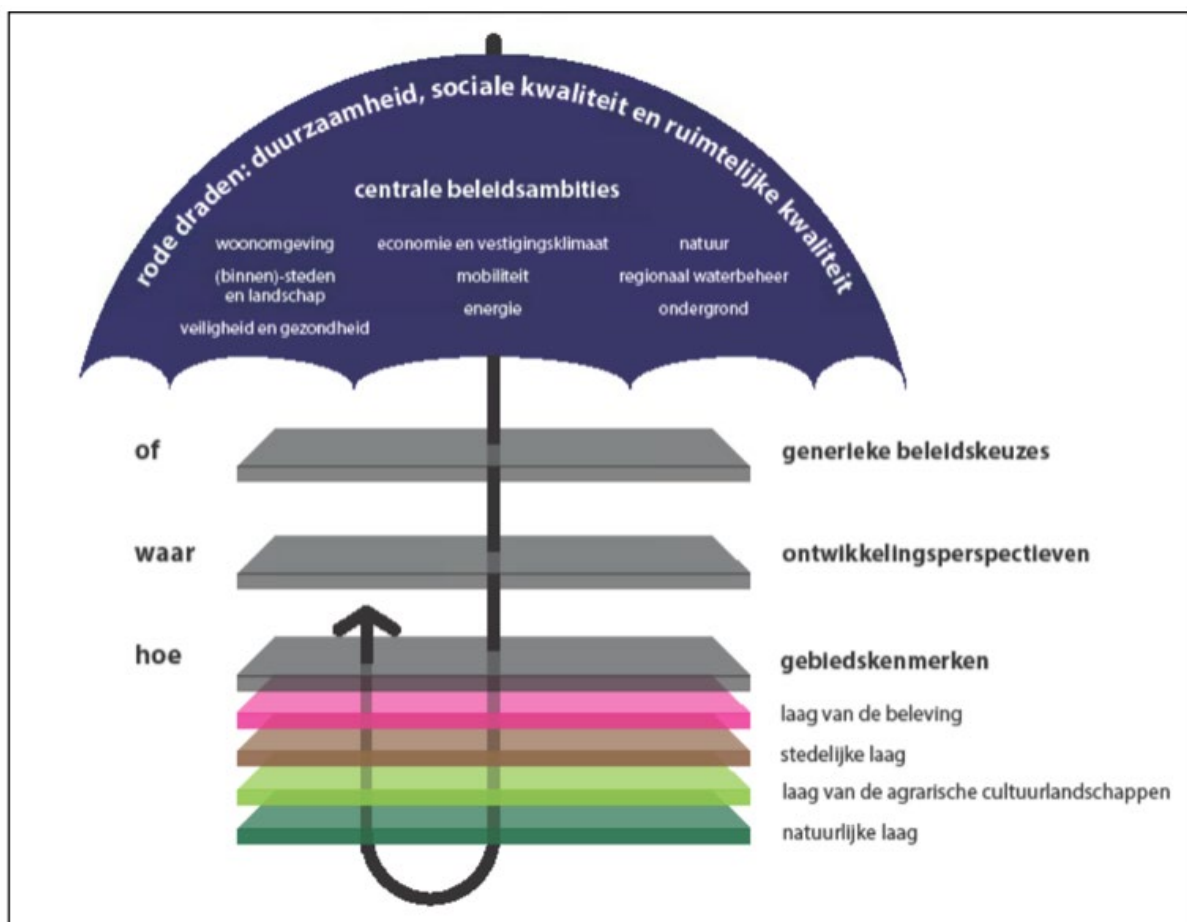 rode draden: duurzaamheid, sociale kwaliteit en ruimtelijke kwaliteit
centrale beleidsambities
woonomgeving
(binnen)-steden
en landschap
veiligheid en gezondheid
economie en vestigingsklimaat
mobiliteit
energie
natuur
regionaal waterbeheer
ondergrond
of
generieke beleidskeuzes
waar
ontwikkelingsperspectieven
hoe
gebiedskenmerken
laag van de beleving
stedelijke laag
laag van de agrarische cultuurlandschappen
natuurlijke laag